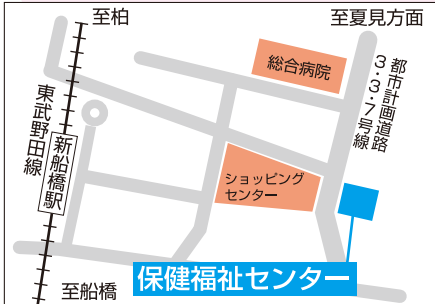 至柏
至夏見方面
総合病院
都市計画道路
3・3・7号線
東武野田線
新船橋駅
ショッピング
センター
保健福祉センター
至船橋